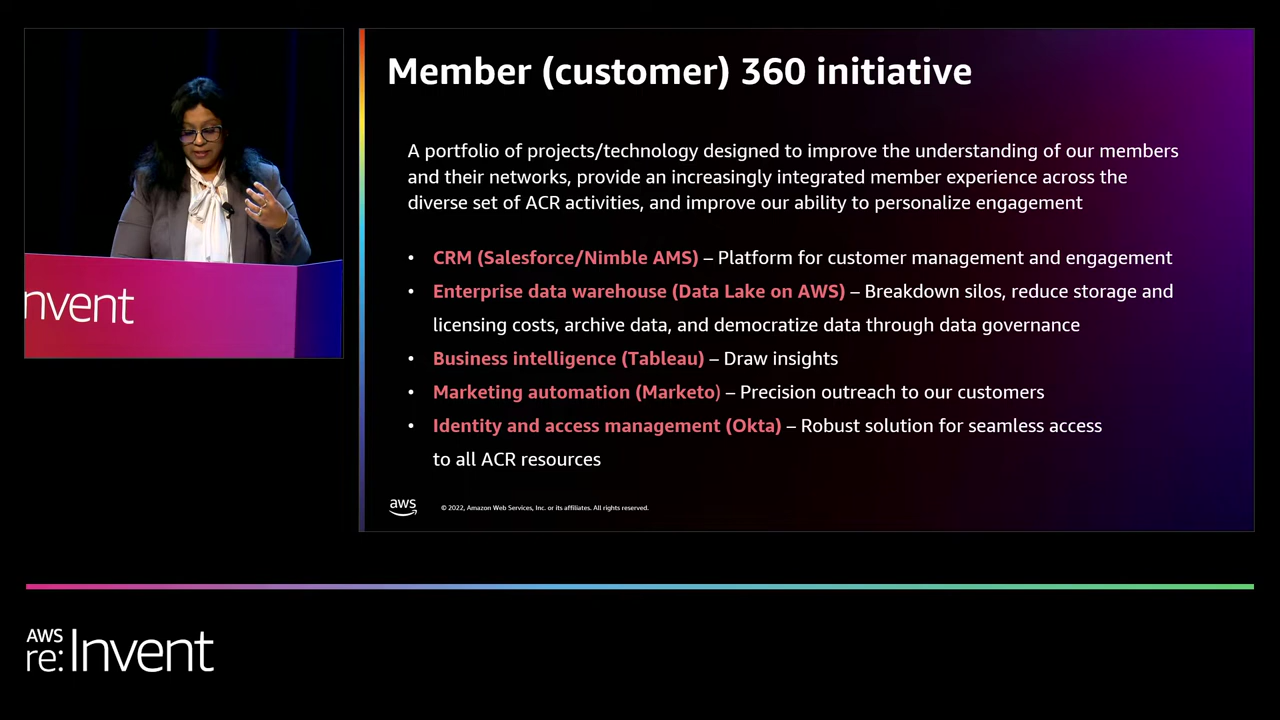 Member (customer) 360 initiative
A portfolio of projects/technology designed to improve the understanding of our members
and their networks, provide an increasingly integrated member experience across the
diverse set of ACR activities, and improve our ability to personalize engagement
• CRM (Salesforce/Nimble AMS) – Platform for customer management and engagement
• Enterprise data warehouse (Data Lake on AWS) – Breakdown silos, reduce storage and
licensing costs, archive data, and democratize data through data governance
• Business intelligence (Tableau) – Draw insights
• Marketing automation (Marketo) – Precision outreach to our customers
• Identity and access management (Okta) – Robust solution for seamless access
to all ACR resources
aws
© 2022, Amazon Web Services, Inc. or its affiliates. All rights reserved.
nvent
AWS
re:Invent